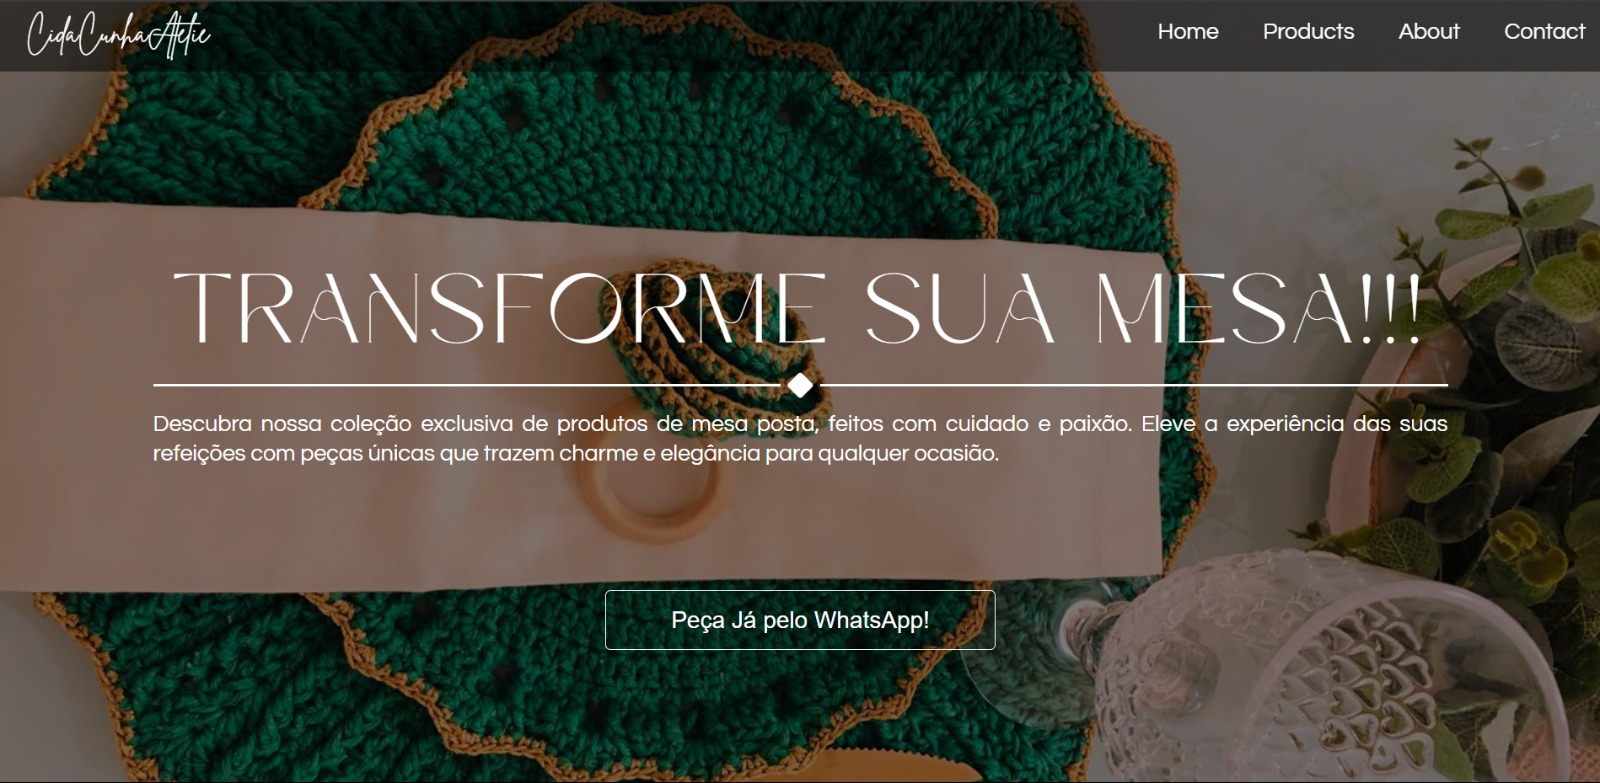 CidaCunhaAtelie
Home Products About Contact
TRANSFORME SUA MESA!!!
Descubra nossa coleção exclusiva de produtos de mesa posta, feitos com cuidado e paixão. Eleve a experiência das suas
refeições com peças únicas que trazem charme e elegância para qualquer ocasião.
Peça Já pelo WhatsApp!